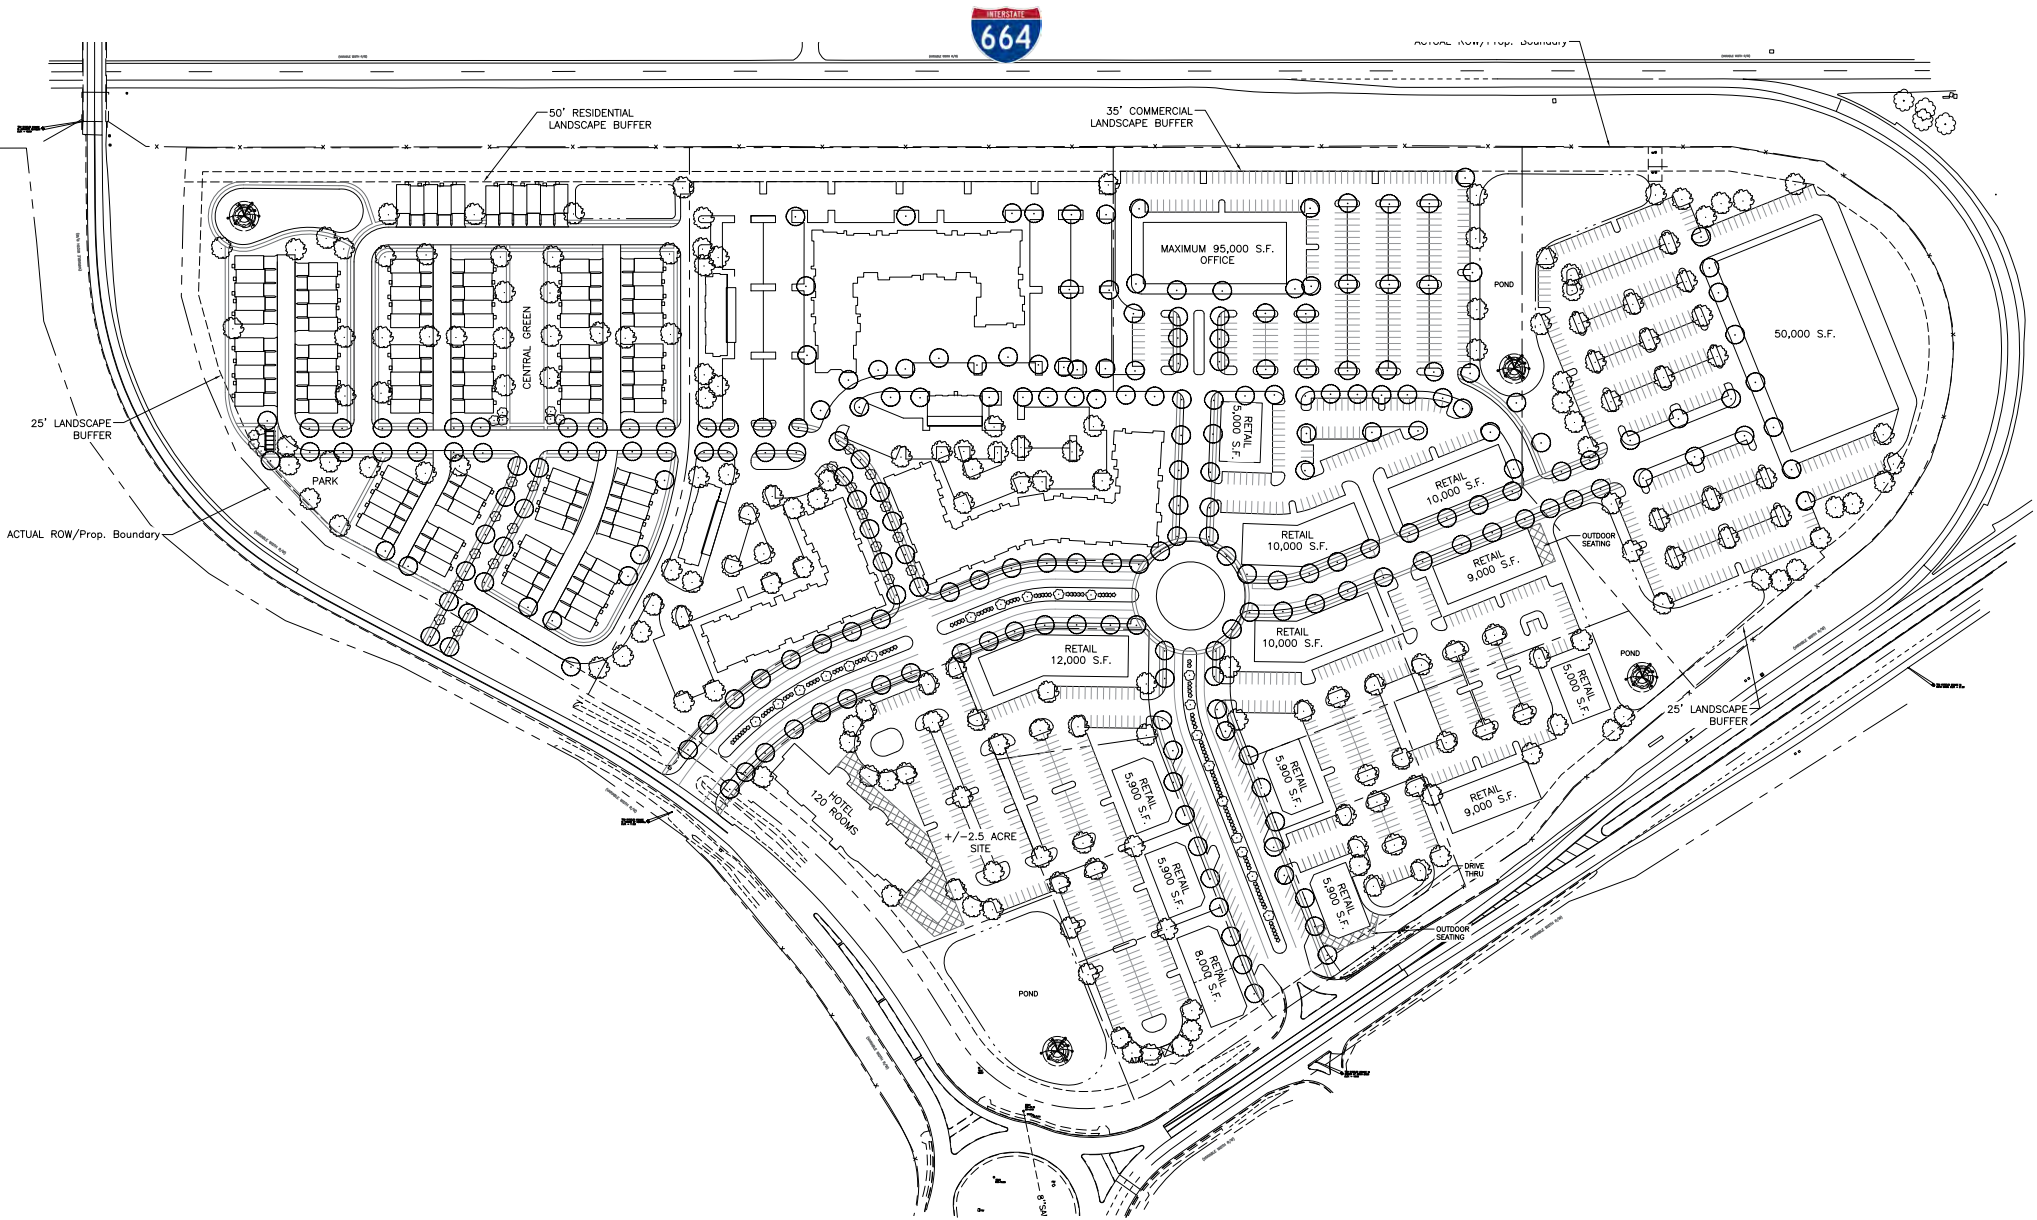 INTERSTATE
664
ACTUAL ROW/Prop. Boundary
50' RESIDENTIAL
LANDSCAPE BUFFER
35' COMMERCIAL
LANDSCAPE BUFFER
MAXIMUM 95,000 S.F.
OFFICE
POND
50,000 S.F.
CENTRAL GREEN
25' LANDSCAPE
BUFFER
RETAIL
5,000 S.F.
PARK
RETAIL
10,000 S.F.
ACTUAL ROW/Prop. Boundary
RETAIL
10,000 S.F.
OUTDOOR
SEATING
RETAIL
9,000 S.F.
RETAIL
10,000 S.F.
RETAIL
12,000 S.F.
POND
RETAIL
5,000 S.F.
25' LANDSCAPE
BUFFER
HOTEL
120 ROOMS
RETAIL
5,900 S.F.
RETAIL
5,900 S.F.
RETAIL
9,000 S.F.
+/-2.5 ACRE
SITE
RETAIL
5,900 S.F.
DRIVE
THRU
RETAIL
5,900 S.F.
OUTDOOR
SEATING
RETAIL
8,000 S.F.
POND
ATM
8"SAN